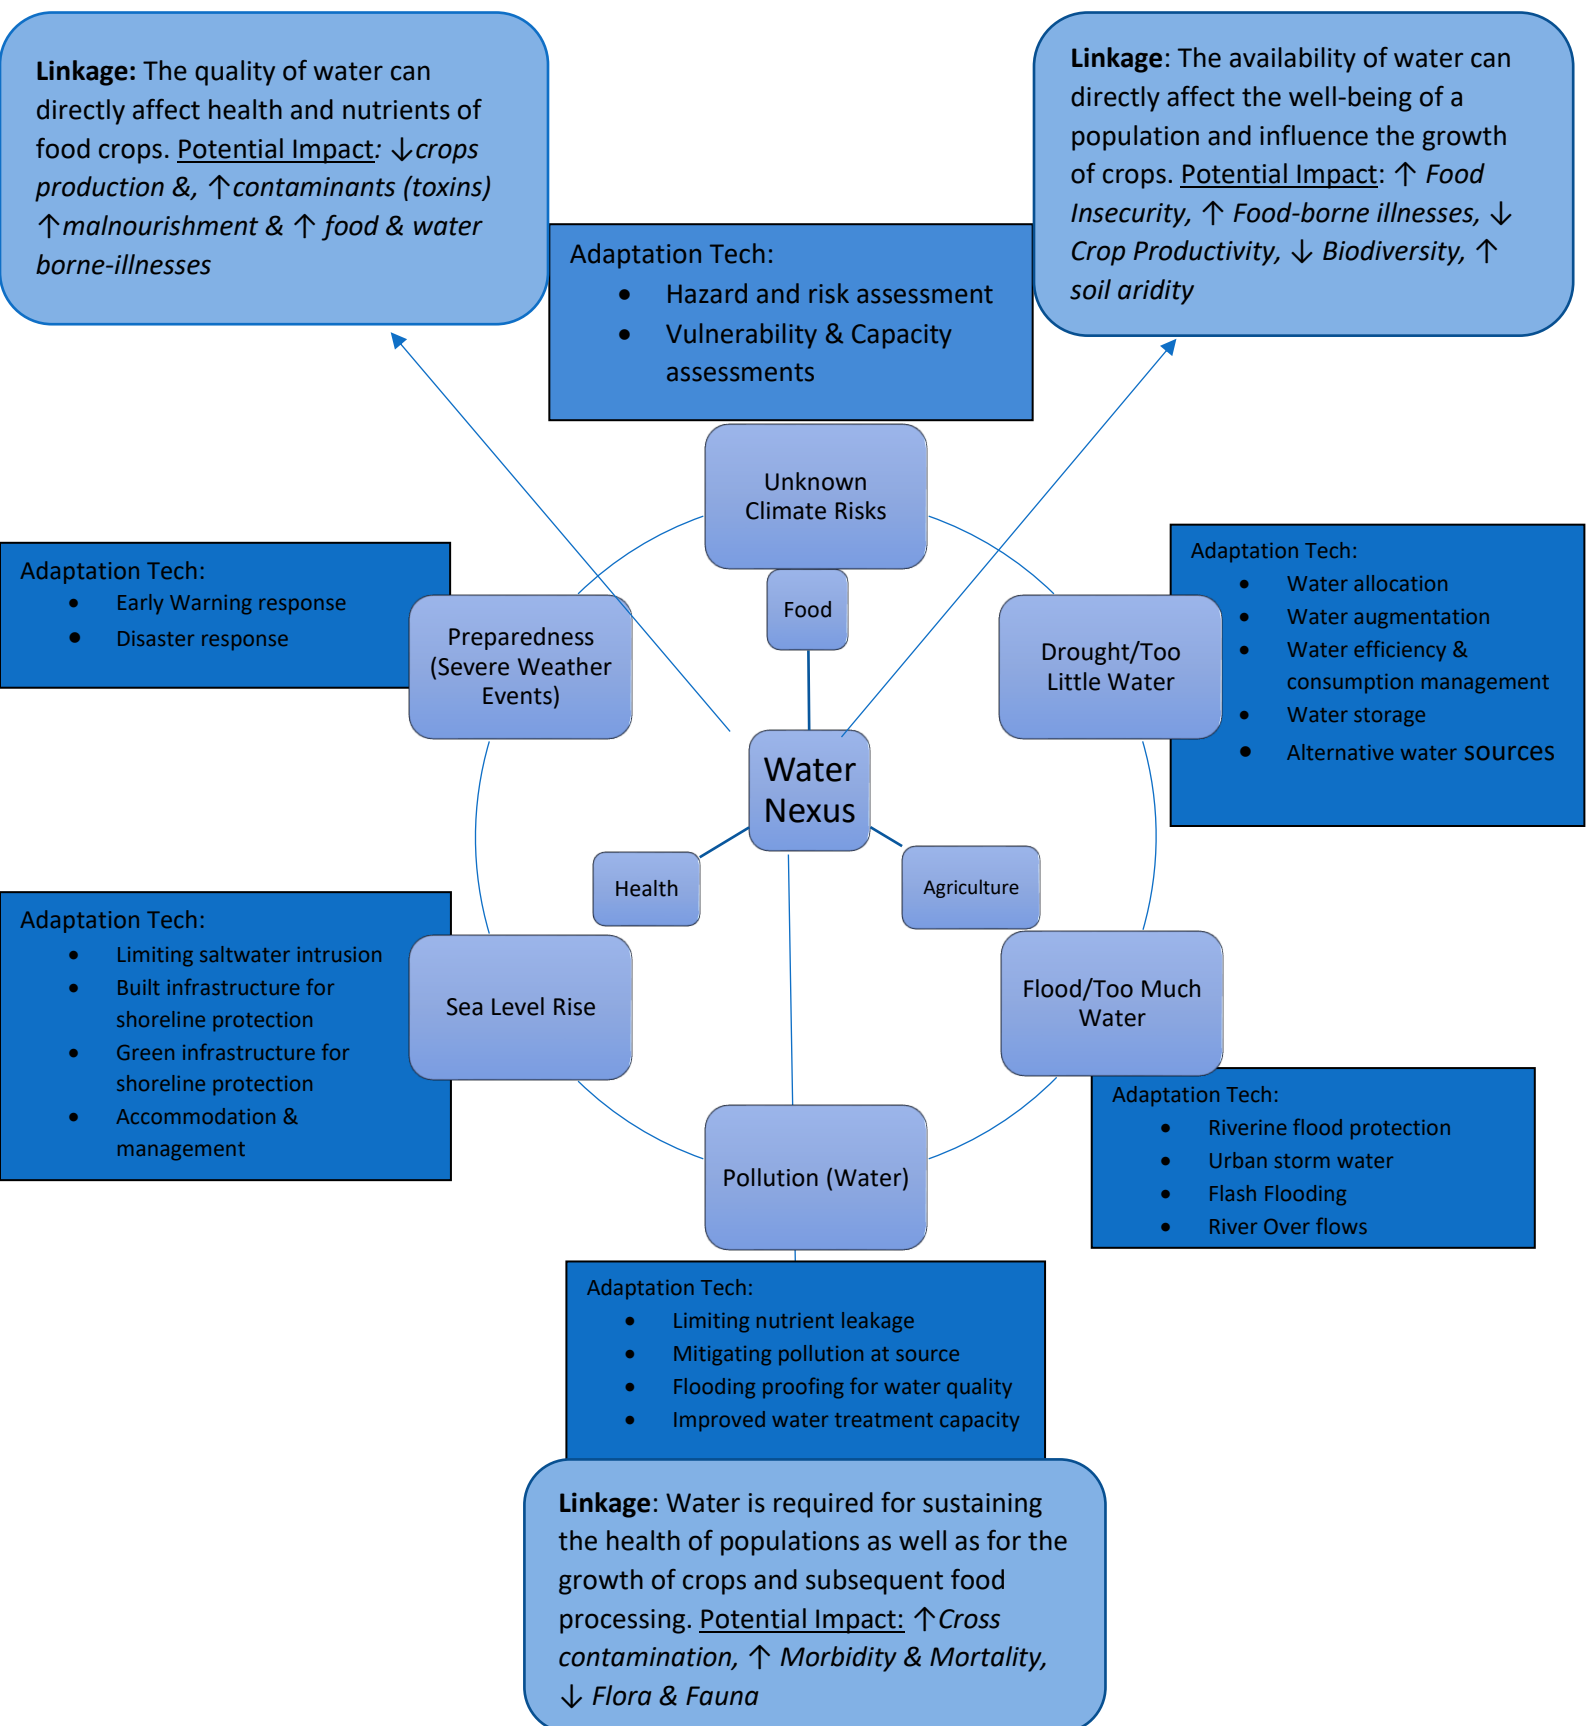 Linkage: The quality of water can
directly affect health and nutrients of
food crops. Potential Impact: ↓crops
production &, ↑contaminants (toxins)
↑malnourishment & ↑ food & water
borne-illnesses
Linkage: The availability of water can
directly affect the well-being of a
population and influence the growth
of crops. Potential Impact: ↑ Food
Insecurity, ↑ Food-borne illnesses, ↓
Crop Productivity, ↓ Biodiversity, ↑
soil aridity
Adaptation Tech:
• Hazard and risk assessment
• Vulnerability & Capacity
assessments
Unknown
Climate Risks
Food
Adaptation Tech:
• Early Warning response
• Disaster response
Preparedness
(Severe Weather
Events)
Drought/Too
Little Water
Adaptation Tech:
• Water allocation
• Water augmentation
• Water efficiency &
consumption management
• Water storage
• Alternative water sources
Water
Nexus
Health
Agriculture
Adaptation Tech:
• Limiting saltwater intrusion
• Built infrastructure for
shoreline protection
• Green infrastructure for
shoreline protection
• Accommodation &
management
Sea Level Rise
Flood/Too Much
Water
Adaptation Tech:
• Riverine flood protection
• Urban storm water
• Flash Flooding
• River Over flows
Pollution (Water)
Adaptation Tech:
• Limiting nutrient leakage
• Mitigating pollution at source
• Flooding proofing for water quality
• Improved water treatment capacity
Linkage: Water is required for sustaining
the health of populations as well as for the
growth of crops and subsequent food
processing. Potential Impact: ↑Cross
contamination, ↑ Morbidity & Mortality,
↓ Flora & Fauna